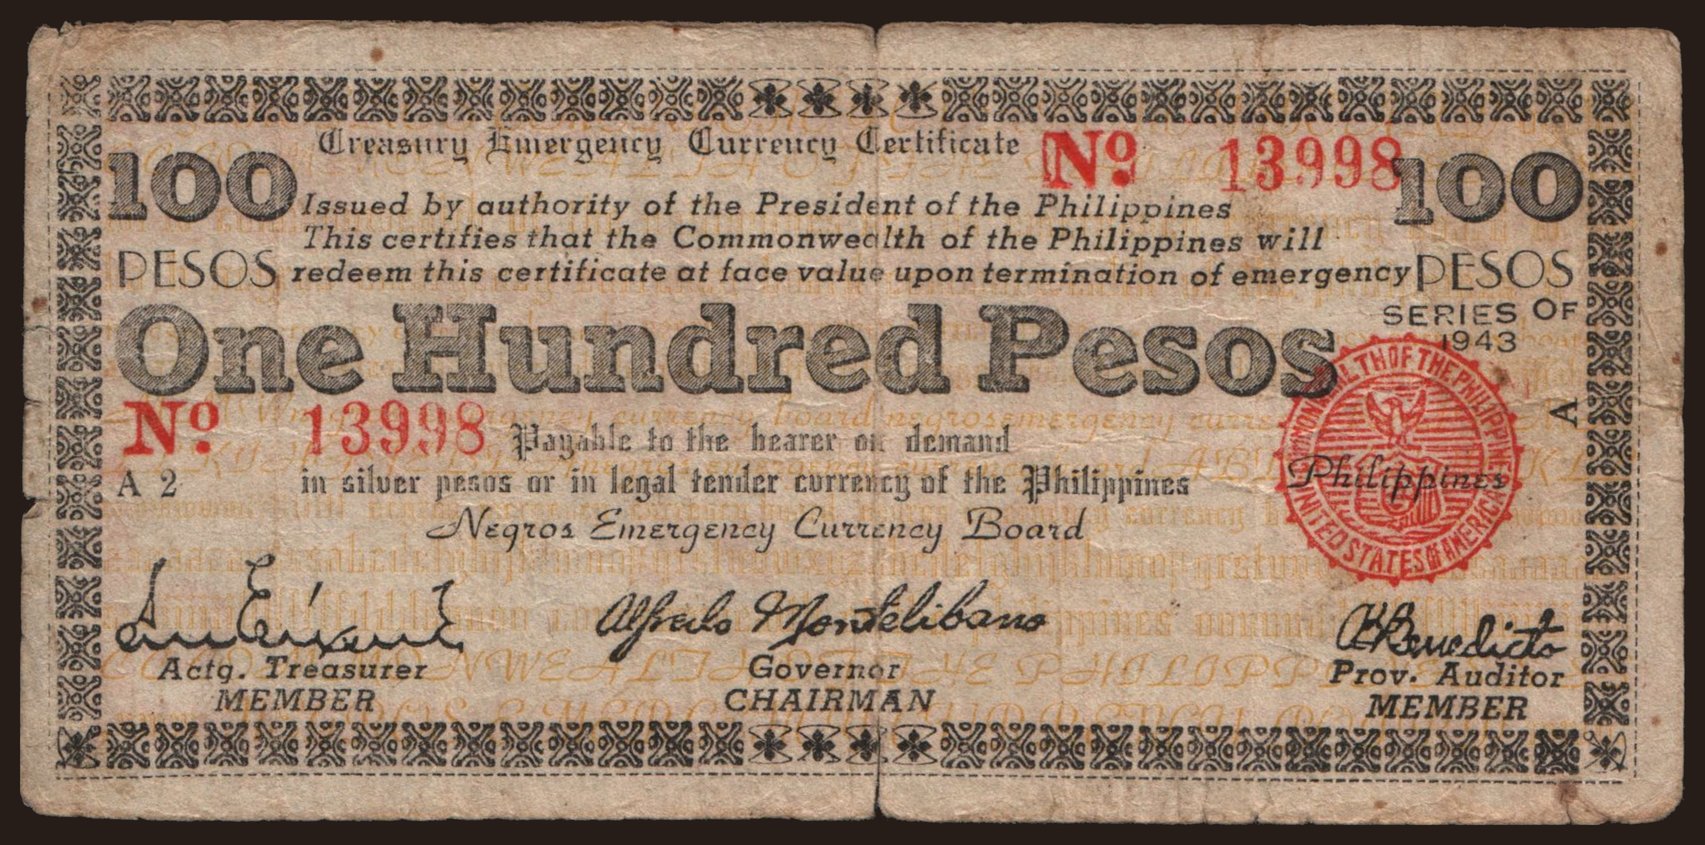 Treasury Emergency Currency Certificate
No 13998
100 PESOS
100 PESOS
Issued by authority of the President of the Philippines
This certifies that the Commonwealth of the Philippines will
redeem this certificate at face value upon termination of emergency
SERIES OF
1943
One Hundred Pesos
No 13998
A 2
A
Payable to the bearer on demand
in silver pesos or in legal tender currency of the Philippines
Negros Emergency Currency Board
Philippines
UNITED STATES OF AMERICA
Alfredo Montelibano
Benedicto
Actg. Treasurer
MEMBER
Governor
CHAIRMAN
Prov. Auditor
MEMBER